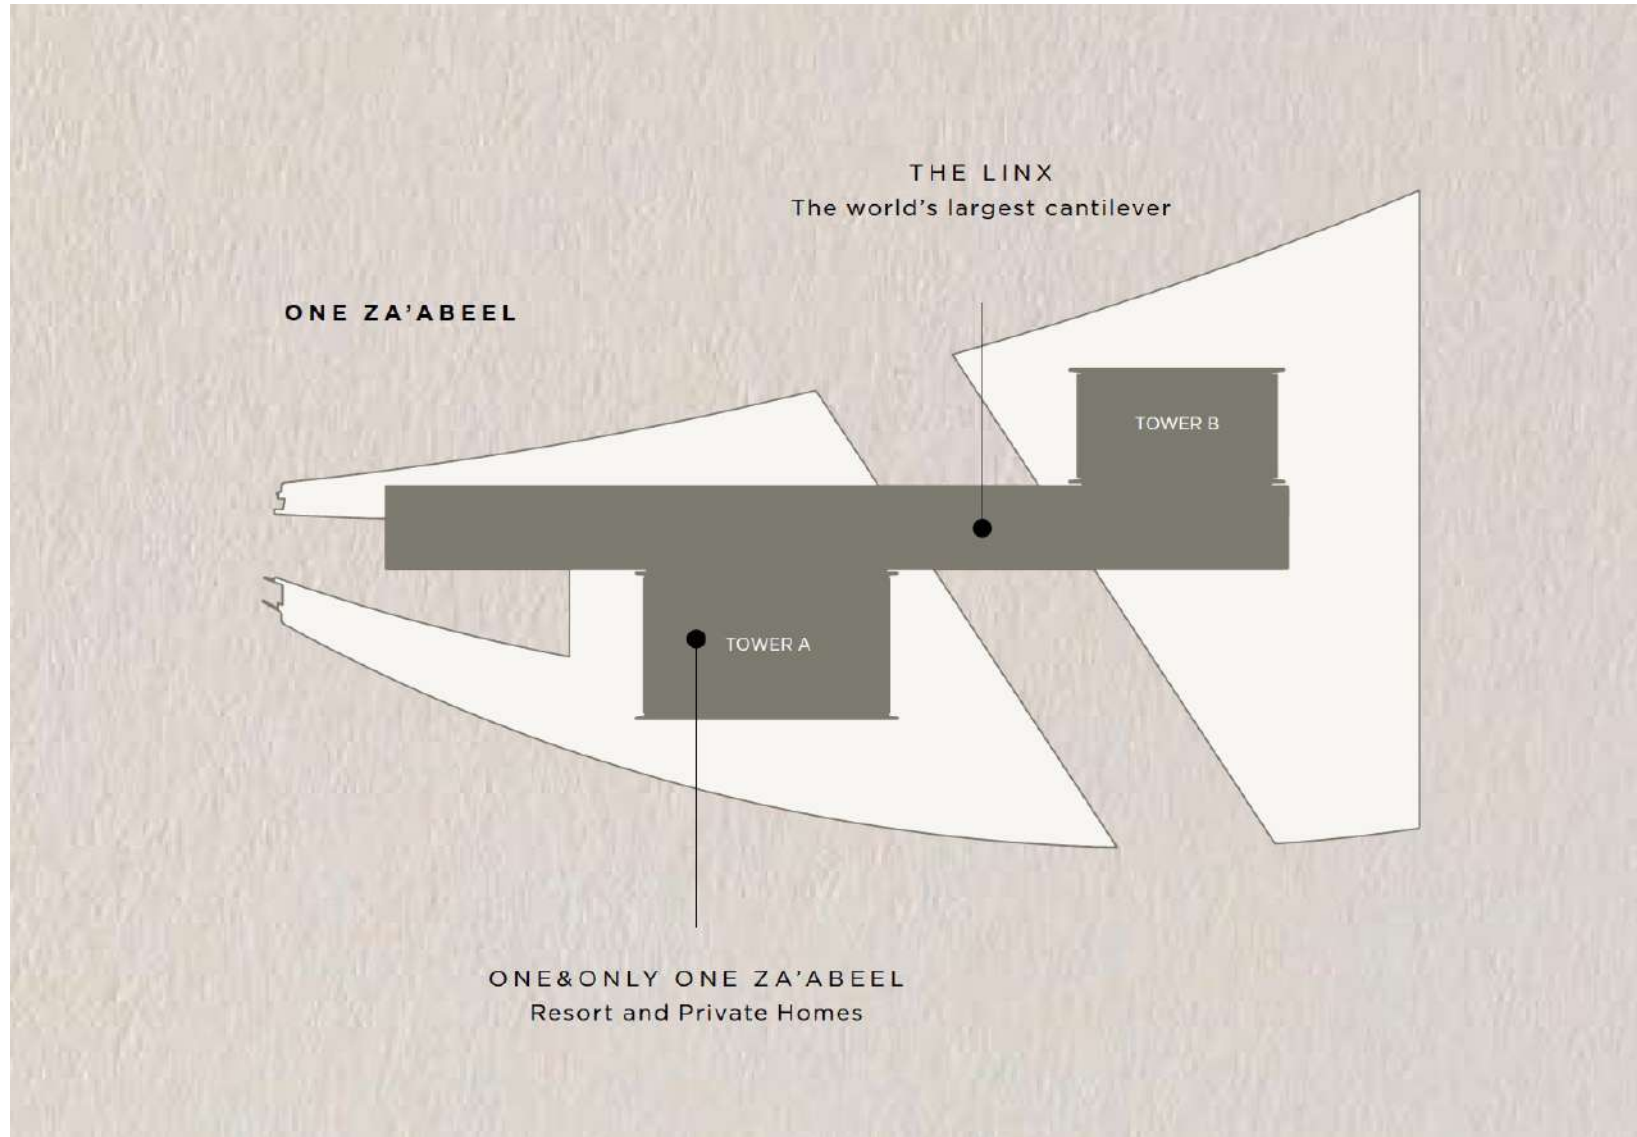 THE LINX
The world's largest cantilever
ONE ZA'ABEEL
TOWER B
TOWER A
ONE&ONLY ONE ZA'ABEEL
Resort and Private Homes